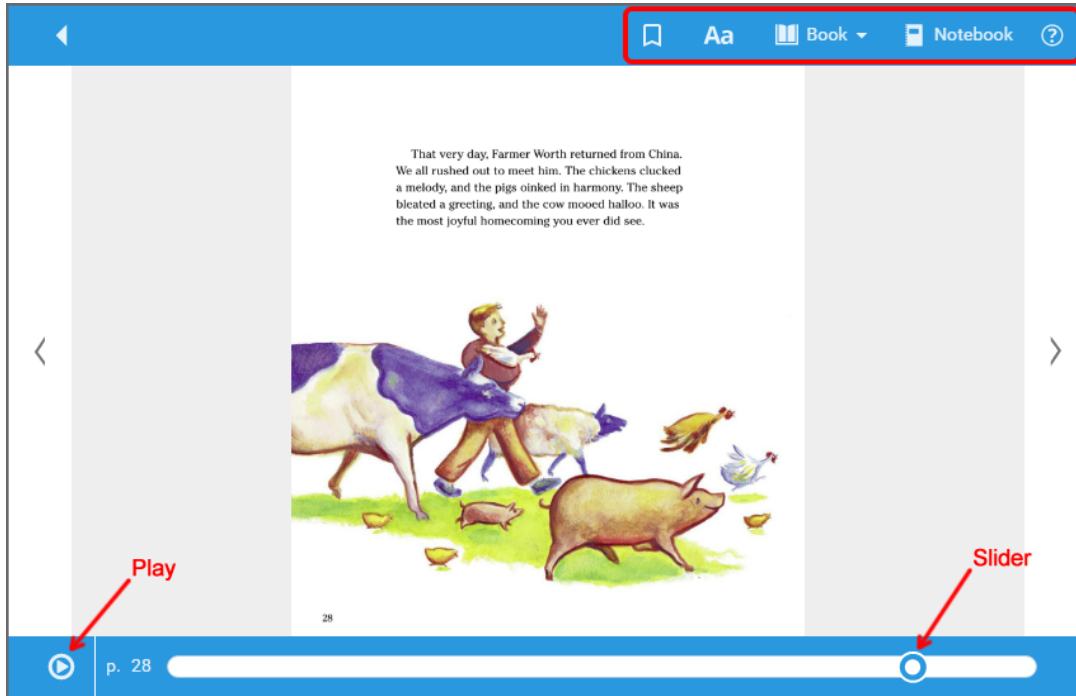 Aa Book Notebook ?
That very day, Farmer Worth returned from China.
We all rushed out to meet him. The chickens clucked
a melody, and the pigs oinked in harmony. The sheep
bleated a greeting, and the cow mooed halloo. It was
the most joyful homecoming you ever did see.
Play
Slider
28
p. 28